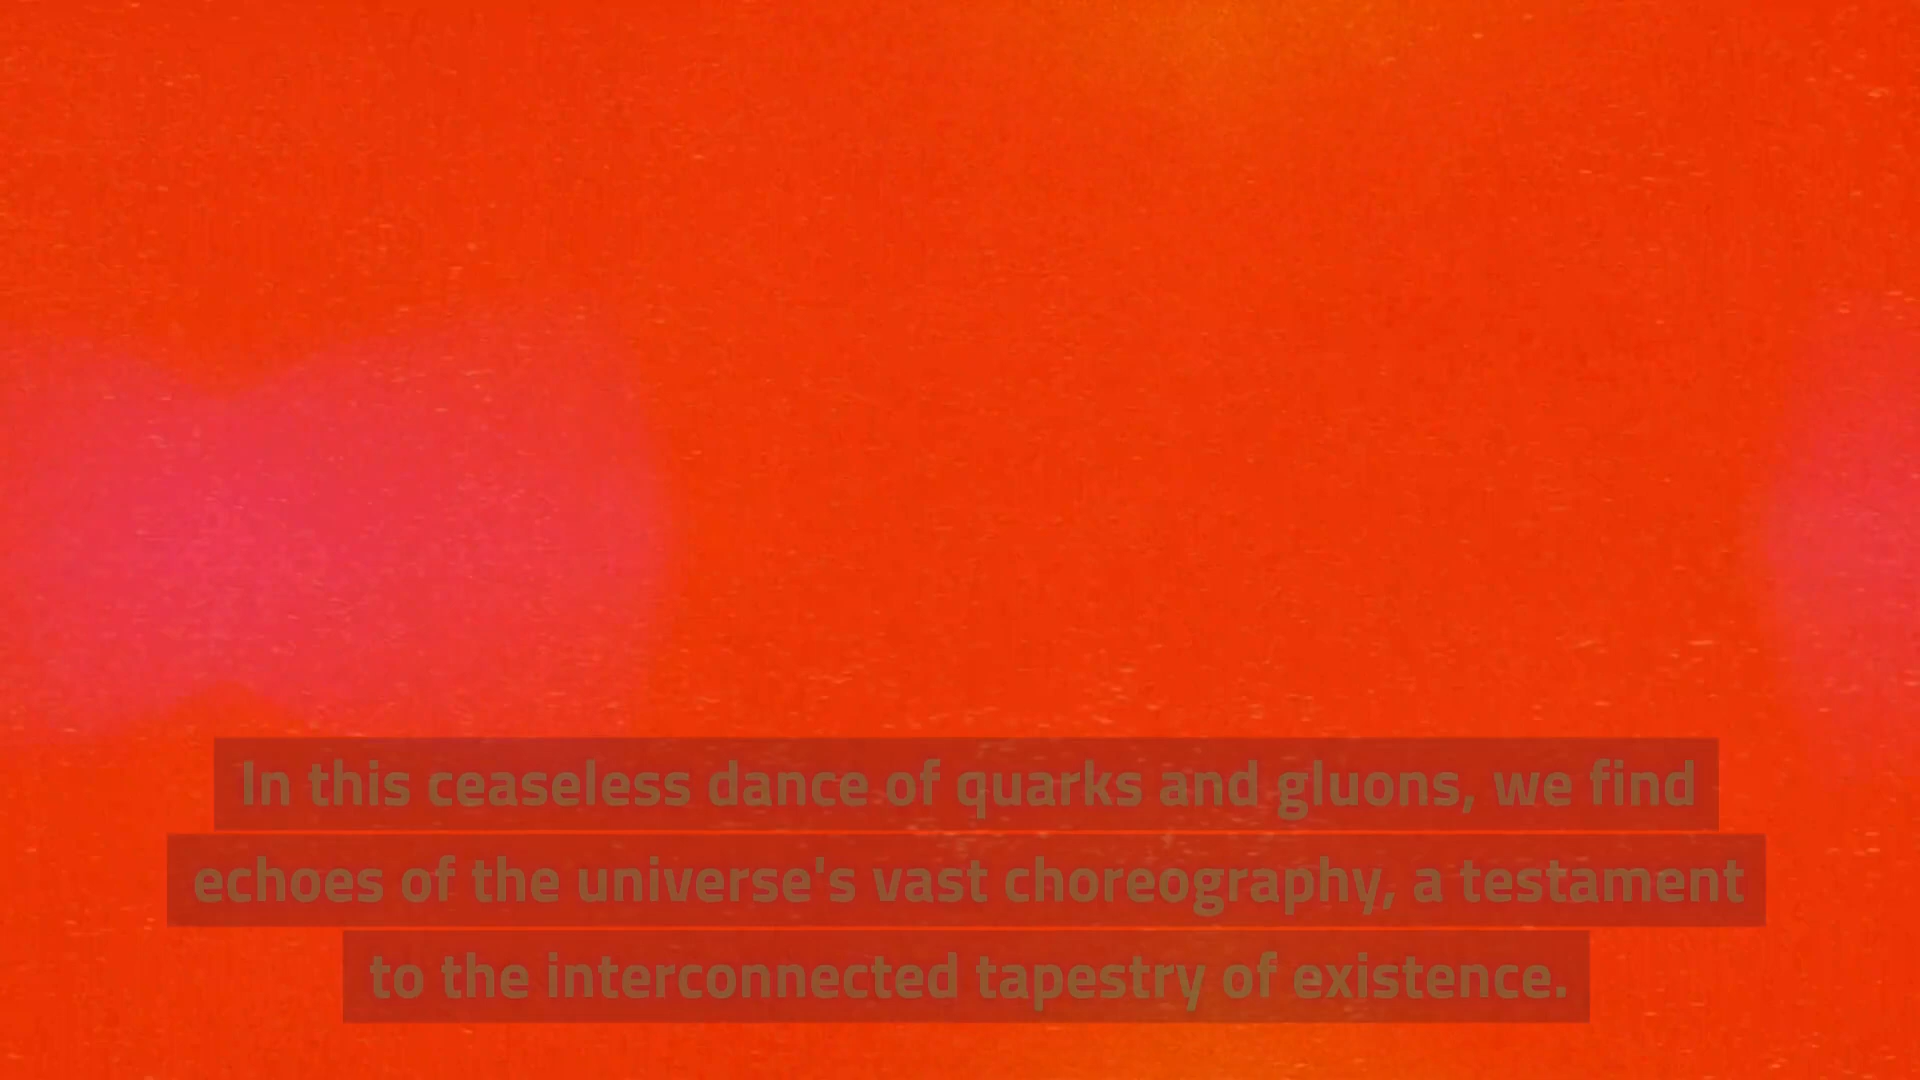 In this ceaseless dance of quarks and gluons, we find
echoes of the universe's vast choreography, a testament
to the interconnected tapestry of existence.